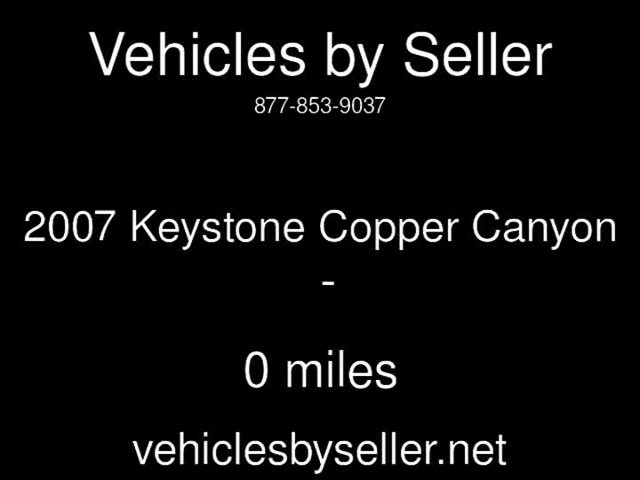 Vehicles by Seller
877-853-9037
2007 Keystone Copper Canyon
-
0 miles
vehiclesbyseller.net